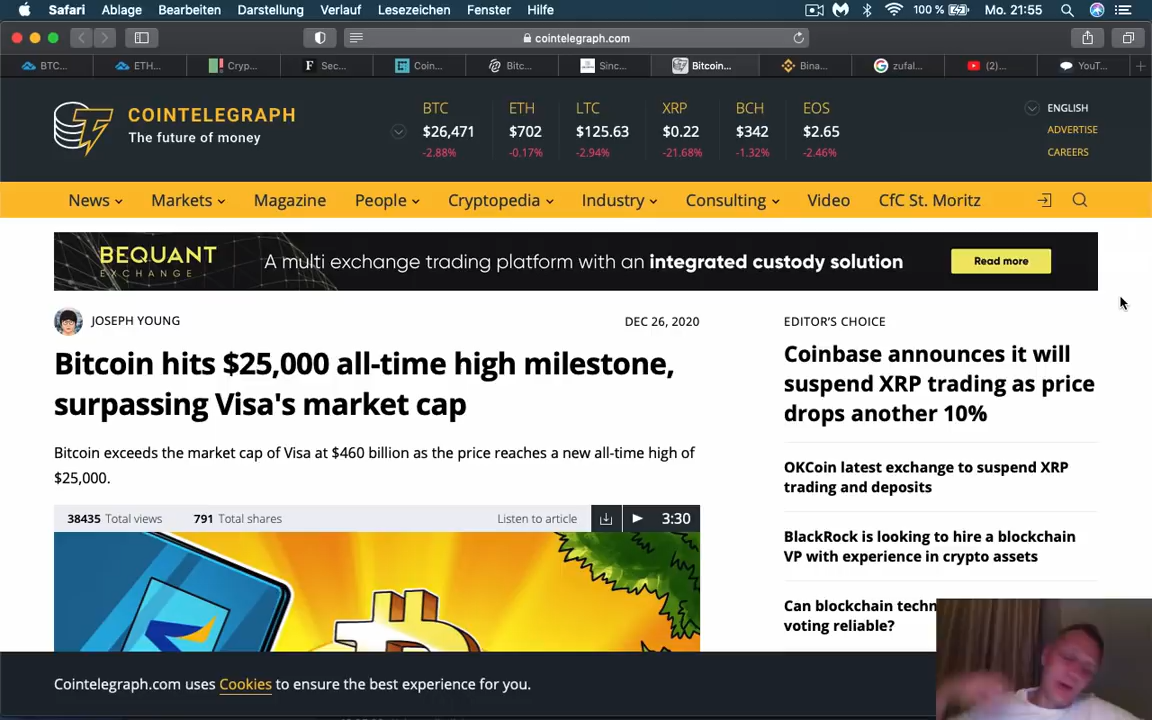 Safari Ablage Bearbeiten Darstellung Verlauf Lesezeichen Fenster Hilfe 100 % Mo. 21:55
cointelegraph.com
BTC... ETH... Cryp... Sec... Coin... Bitc... Sinc... Bitcoin... Bina... zufal... (2)... YouT...
COINTELEGRAPH
The future of money
BTC ETH LTC XRP BCH EOS
$26,471 $702 $125.63 $0.22 $342 $2.65
-2.88% -0.17% -2.94% -21.68% -1.32% -2.46%
ENGLISH
ADVERTISE
CAREERS
News Markets Magazine People Cryptopedia Industry Consulting Video CfC St. Moritz
BEQUANT
EXCHANGE
A multi exchange trading platform with an integrated custody solution
Read more
JOSEPH YOUNG
DEC 26, 2020
Bitcoin hits $25,000 all-time high milestone,
surpassing Visa's market cap
Bitcoin exceeds the market cap of Visa at $460 billion as the price reaches a new all-time high of
$25,000.
38435 Total views 791 Total shares Listen to article 3:30
EDITOR'S CHOICE
Coinbase announces it will
suspend XRP trading as price
drops another 10%
OKCoin latest exchange to suspend XRP
trading and deposits
BlackRock is looking to hire a blockchain
VP with experience in crypto assets
Can blockchain techn
voting reliable?
Cointelegraph.com uses Cookies to ensure the best experience for you.